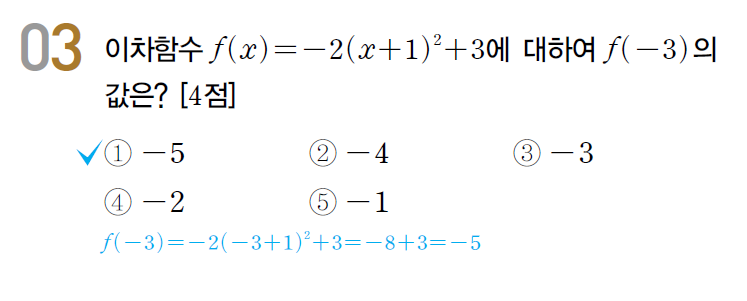 03 이차함수 f(x)=-2(x+1)²+3에 대하여 f(-3)의
값은? [4점]
① -5 ② -4 ③ -3
④ -2 ⑤ -1
f(-3)=-2(-3+1)²+3=-8+3=-5